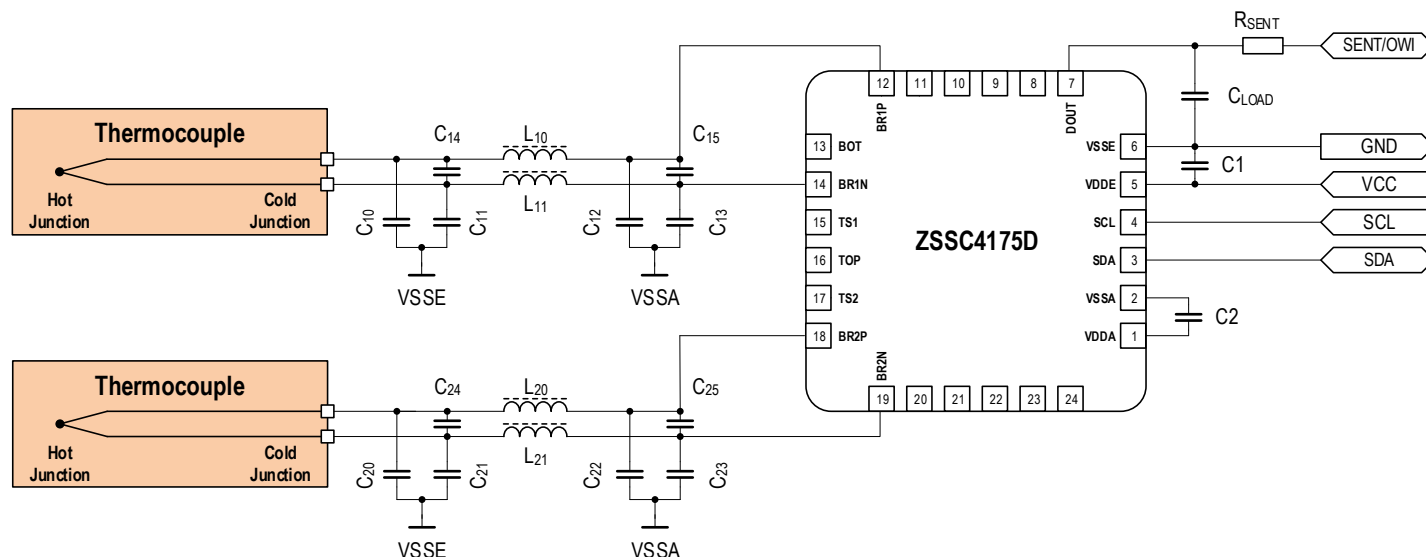 RSENT
SENT/OWI
12
11
10
9
8
7
BR1P
DOUT
CLOAD
Thermocouple
Hot
Junction
Cold
Junction
C14
L10
C15
L11
C10
C11
C12
C13
VSSE
VSSA
13 BOT
14 BR1N
15 TS1
16 TOP
17 TS2
18 BR2P
ZSSC4175D
VSSE 6
VDDE 5
SCL 4
SDA 3
VSSA 2
VDDA 1
C1
GND
VCC
SCL
SDA
C2
Thermocouple
Hot
Junction
Cold
Junction
C24
L20
C25
L21
C20
C21
C22
C23
VSSE
VSSA
BR2N
19
20
21
22
23
24